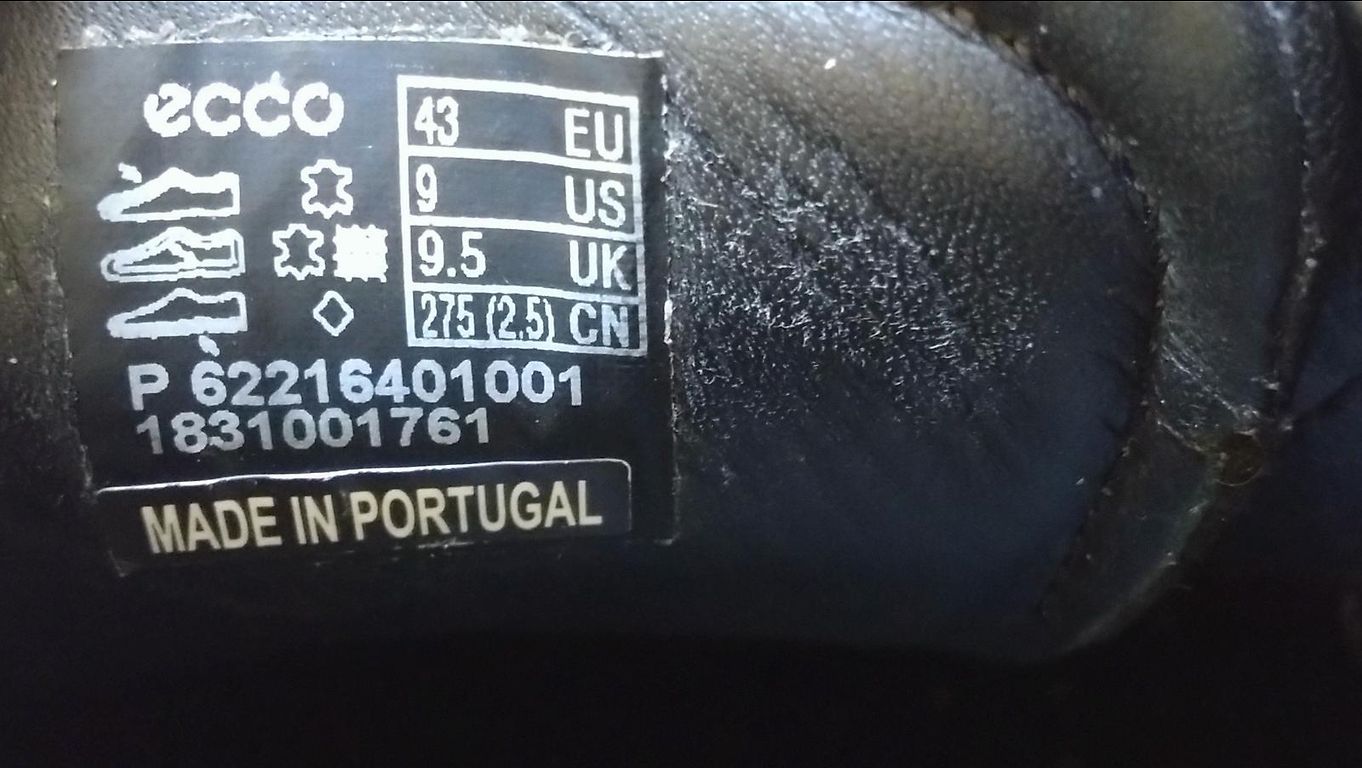 ecco
43 EU
9 US
9.5 UK
275 (2.5) CN
P 62216401001
1831001761
MADE IN PORTUGAL